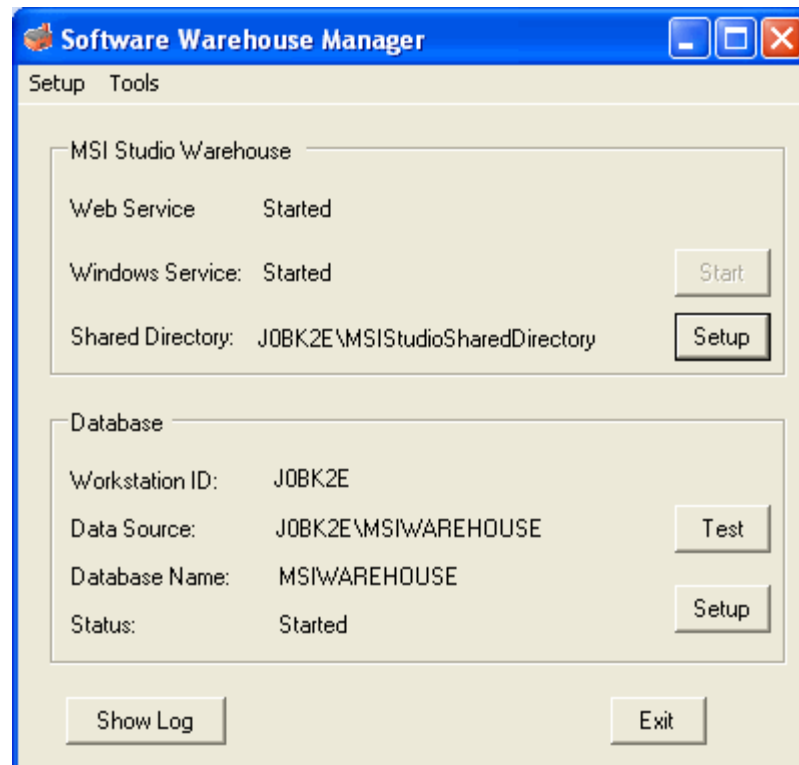 Software Warehouse Manager
Setup Tools
MSI Studio Warehouse
Web Service Started
Windows Service: Started Start
Shared Directory: J0BK2E\MSIStudioSharedDirectory Setup
Database
Workstation ID: J0BK2E
Data Source: J0BK2E\MSIWAREHOUSE Test
Database Name: MSIWAREHOUSE
Setup
Status: Started
Show Log Exit